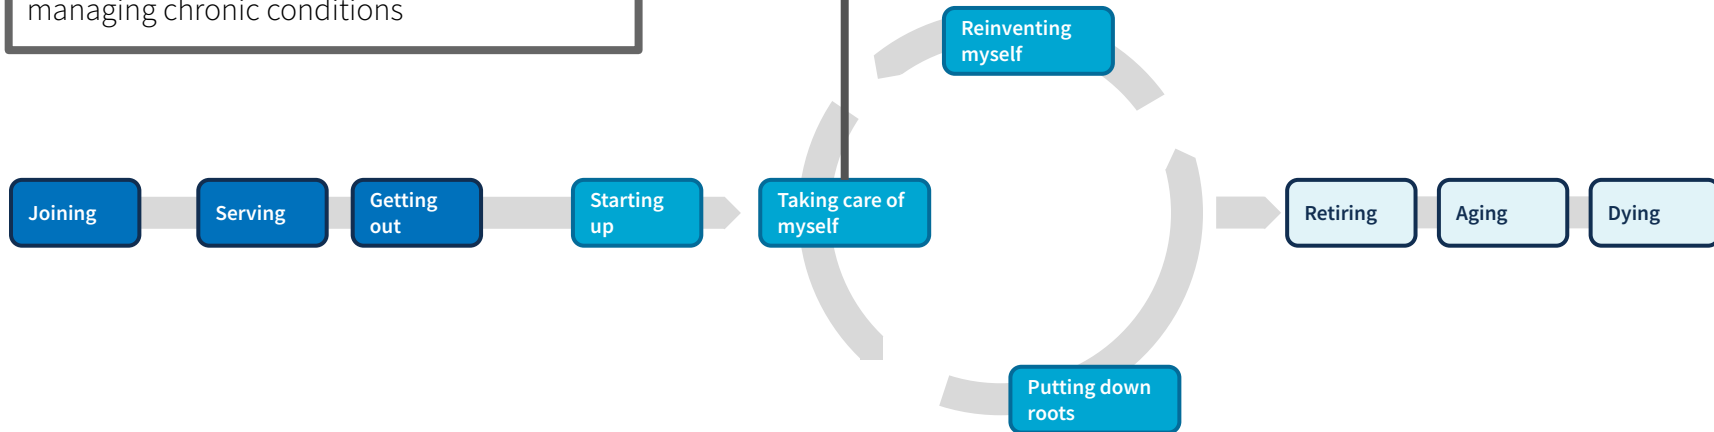 managing chronic conditions
Reinventing
myself
Joining
Serving
Getting
out
Starting
up
Taking care of
myself
Retiring
Aging
Dying
Putting down
roots